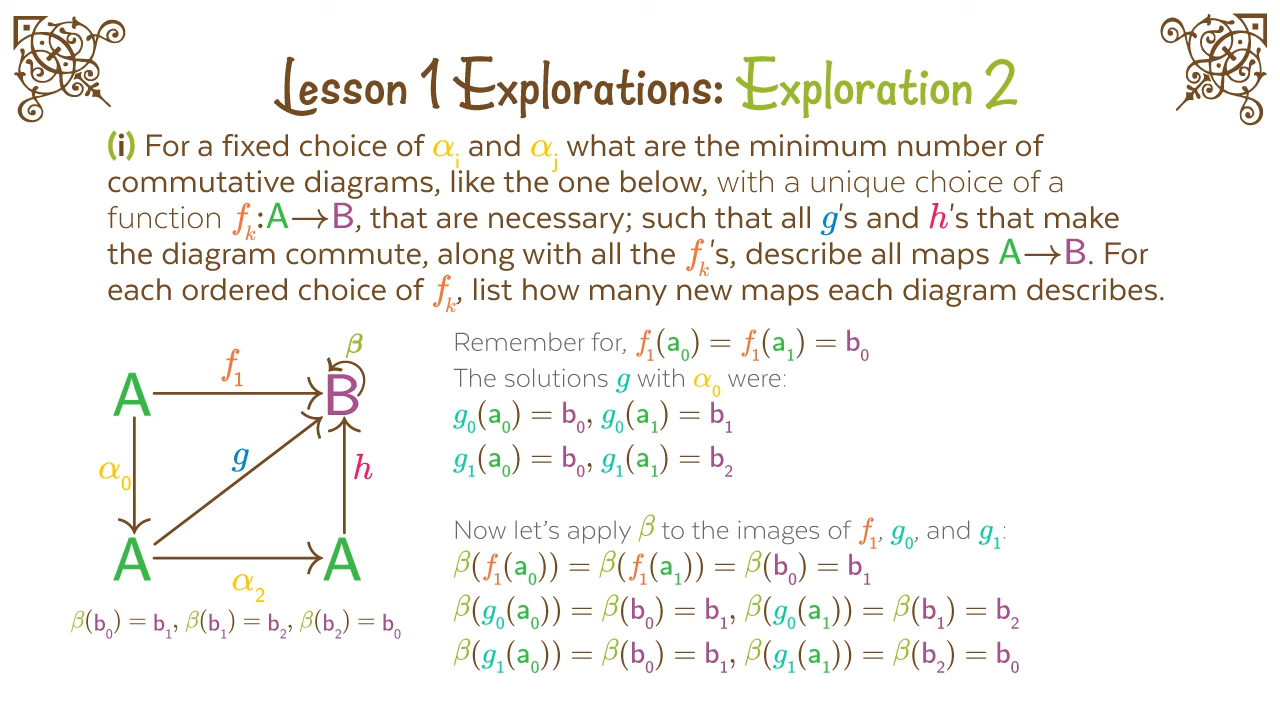 Lesson 1 Explorations: Exploration 2
(i) For a fixed choice of αᵢ and αⱼ what are the minimum number of
commutative diagrams, like the one below, with a unique choice of
function fₖ:A→B, that are necessary; such that all g's and h's that make
the diagram commute, along with all the fₖ's, describe all maps A→B. For
each ordered choice of fₖ, list how many new maps each diagram describes.
β
f₁
A
B
α₀
g
h
A
α₂
A
β(b₀) = b₁, β(b₁) = b₂, β(b₂) = b₀
Remember for, f₁(a₀) = f₁(a₁) = b₀
The solutions g with α₀ were:
g₀(a₀) = b₀, g₀(a₁) = b₁
g₁(a₀) = b₀, g₁(a₁) = b₂
Now let’s apply β to the images of f₁, g₀, and g₁:
β(f₁(a₀)) = β(f₁(a₁)) = β(b₀) = b₁
β(g₀(a₀)) = β(b₀) = b₁, β(g₀(a₁)) = β(b₁) = b₂
β(g₁(a₀)) = β(b₀) = b₁, β(g₁(a₁)) = β(b₂) = b₀